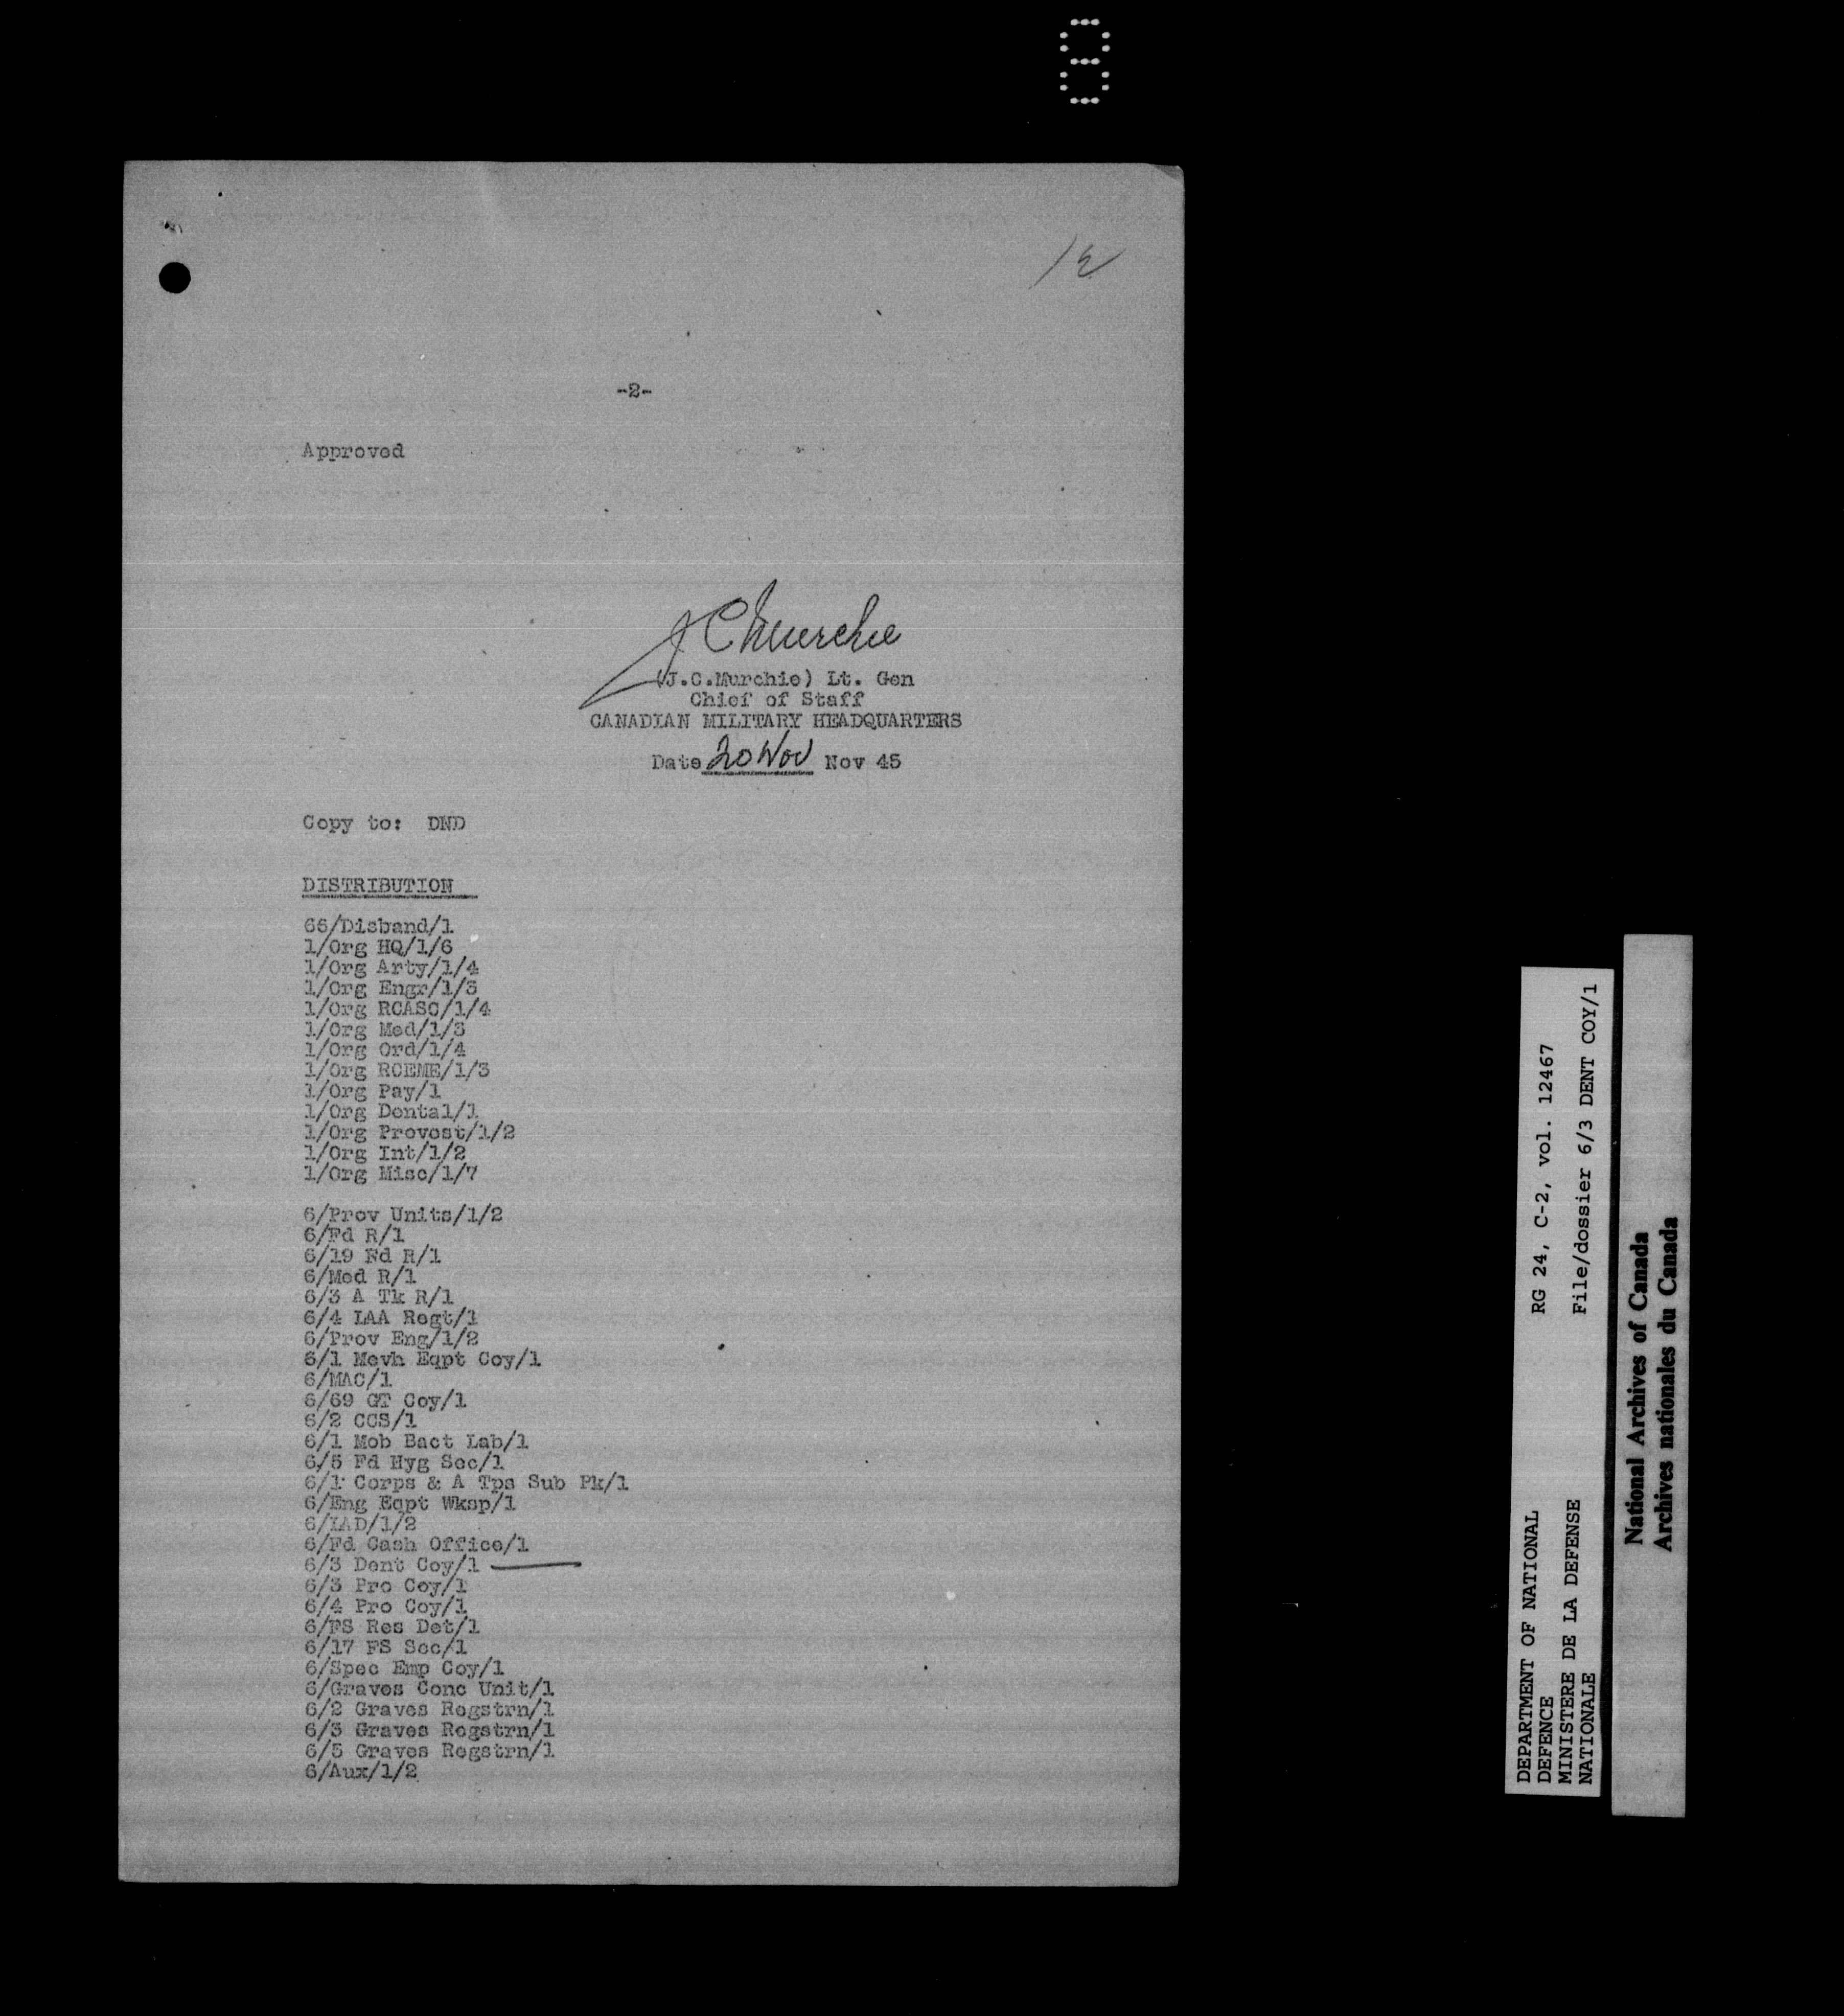 8
12
-2-
Approved
JCMurchie
(J.C.Murchie) Lt. Gen
Chief of Staff
CANADIAN MILITARY HEADQUARTERS
Date 20 Nov Nov 45
Copy to: DND
DISTRIBUTION
66/Disband/1
1/Org HQ/1/6
1/Org Arty/1/4
1/Org Engr/1/3
1/Org RCASC/1/4
1/Org Med/1/3
1/Org Ord/1/4
1/Org RCEME/1/3
1/Org Pay/1
1/Org Dental/1
1/Org Provost/1/2
1/Org Int/1/2
1/Org Misc/1/7
6/Prov Units/1/2
6/Fd R/1
6/19 Fd R/1
6/Med R/1
6/3 A Tk R/1
6/4 LAA Regt/1
6/Prov Eng/1/2
6/1 Mevh Eqpt Coy/1
6/MAC/1
6/69 GT Coy/1
6/2 CCS/1
6/1 Mob Bact Lab/1
6/5 Fd Hyg Sec/1
6/1 Corps & A Tps Sub Pk/1
6/Eng Eqpt Wksp/1
6/LAD/1/2
6/Fd Cash Office/1
6/3 Dent Coy/1
6/3 Pro Coy/1
6/4 Pro Coy/1
6/FS Res Det/1
6/17 FS Sec/1
6/Spec Emp Coy/1
6/Graves Conc Unit/1
6/2 Graves Regstrn/1
6/3 Graves Regstrn/1
6/5 Graves Regstrn/1
6/Aux/1/2
DEPARTMENT OF NATIONAL
DEFENCE
MINISTERE DE LA DEFENSE
NATIONALE
RG 24, C-2, vol. 12467
File/dossier 6/3 DENT COY/1
National Archives of Canada
Archives nationales du Canada